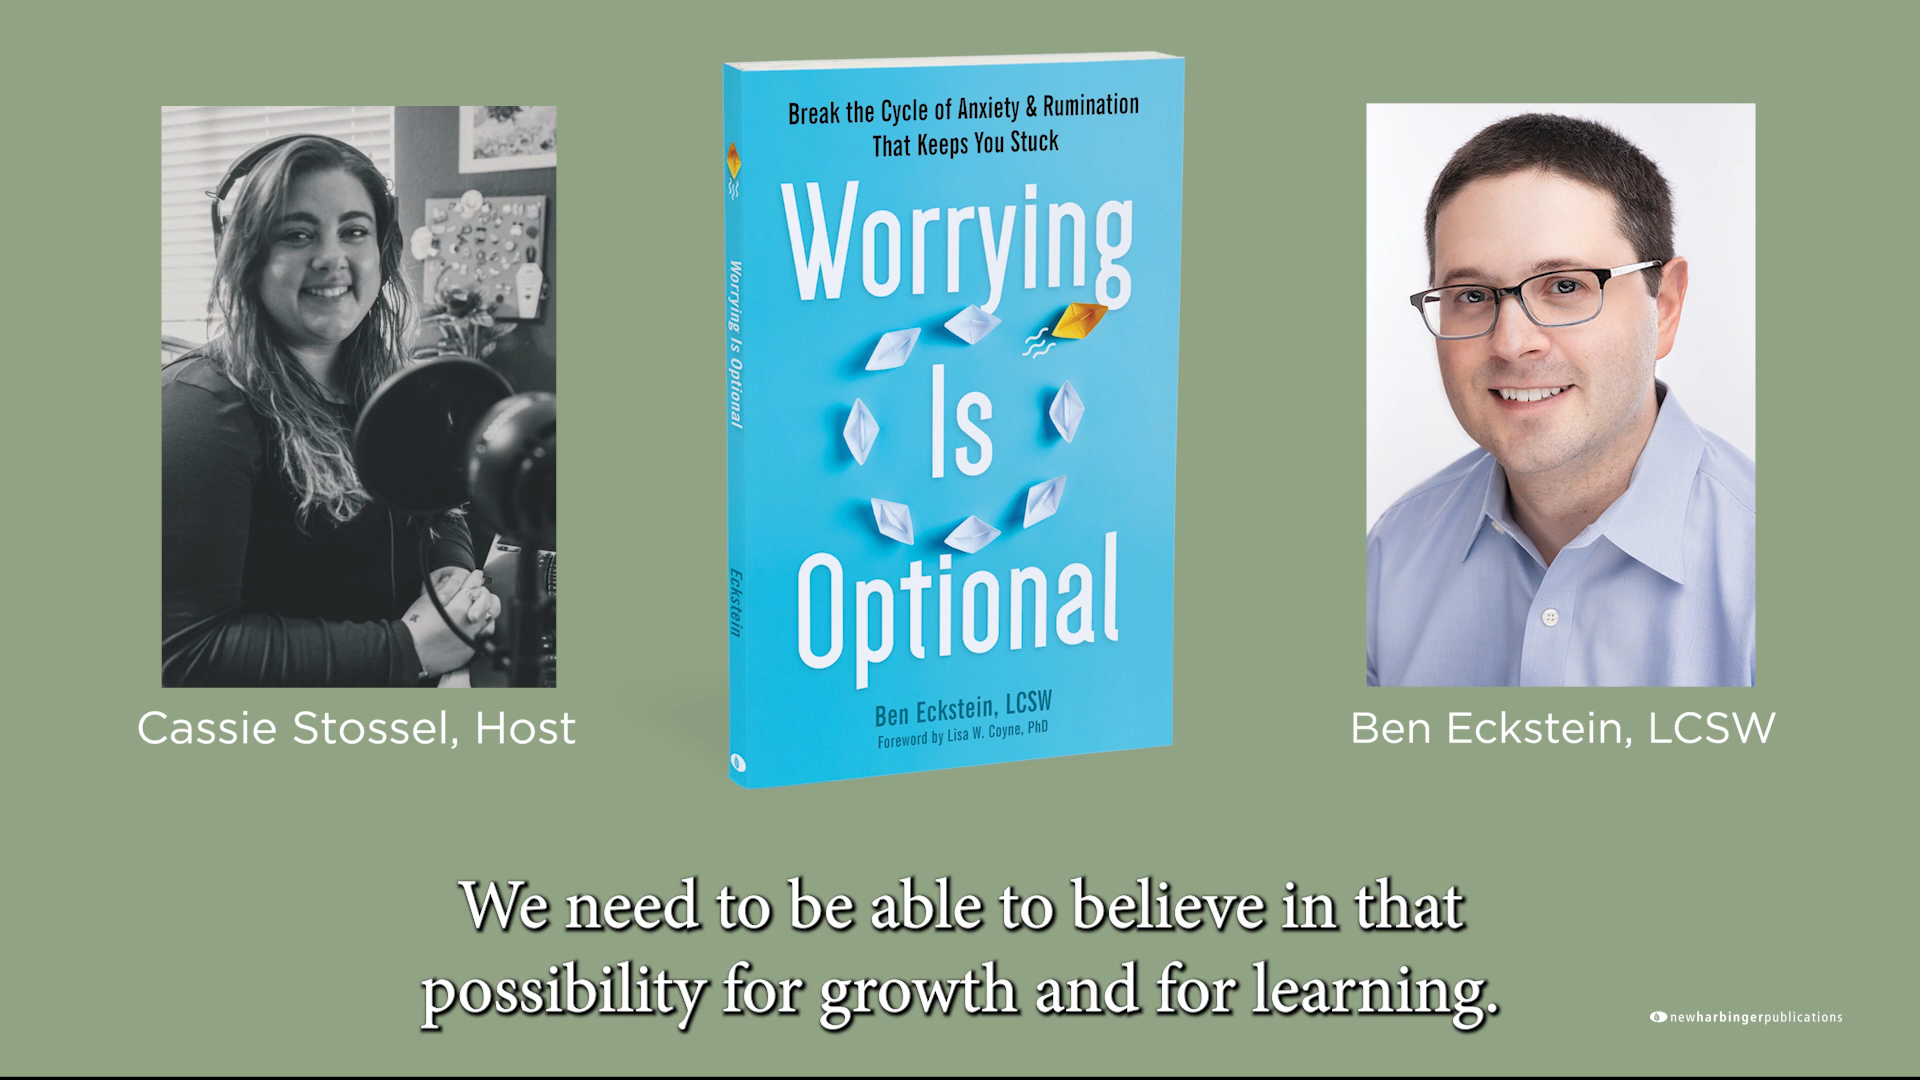 Break the Cycle of Anxiety & Rumination
That Keeps You Stuck
Worrying
Is
Optional
Ben Eckstein, LCSW
Foreword by Lisa W. Coyne, PhD
Worrying Is Optional
Eckstein
Cassie Stossel, Host
Ben Eckstein, LCSW
We need to be able to believe in that
possibility for growth and for learning.
newharbingerpublications